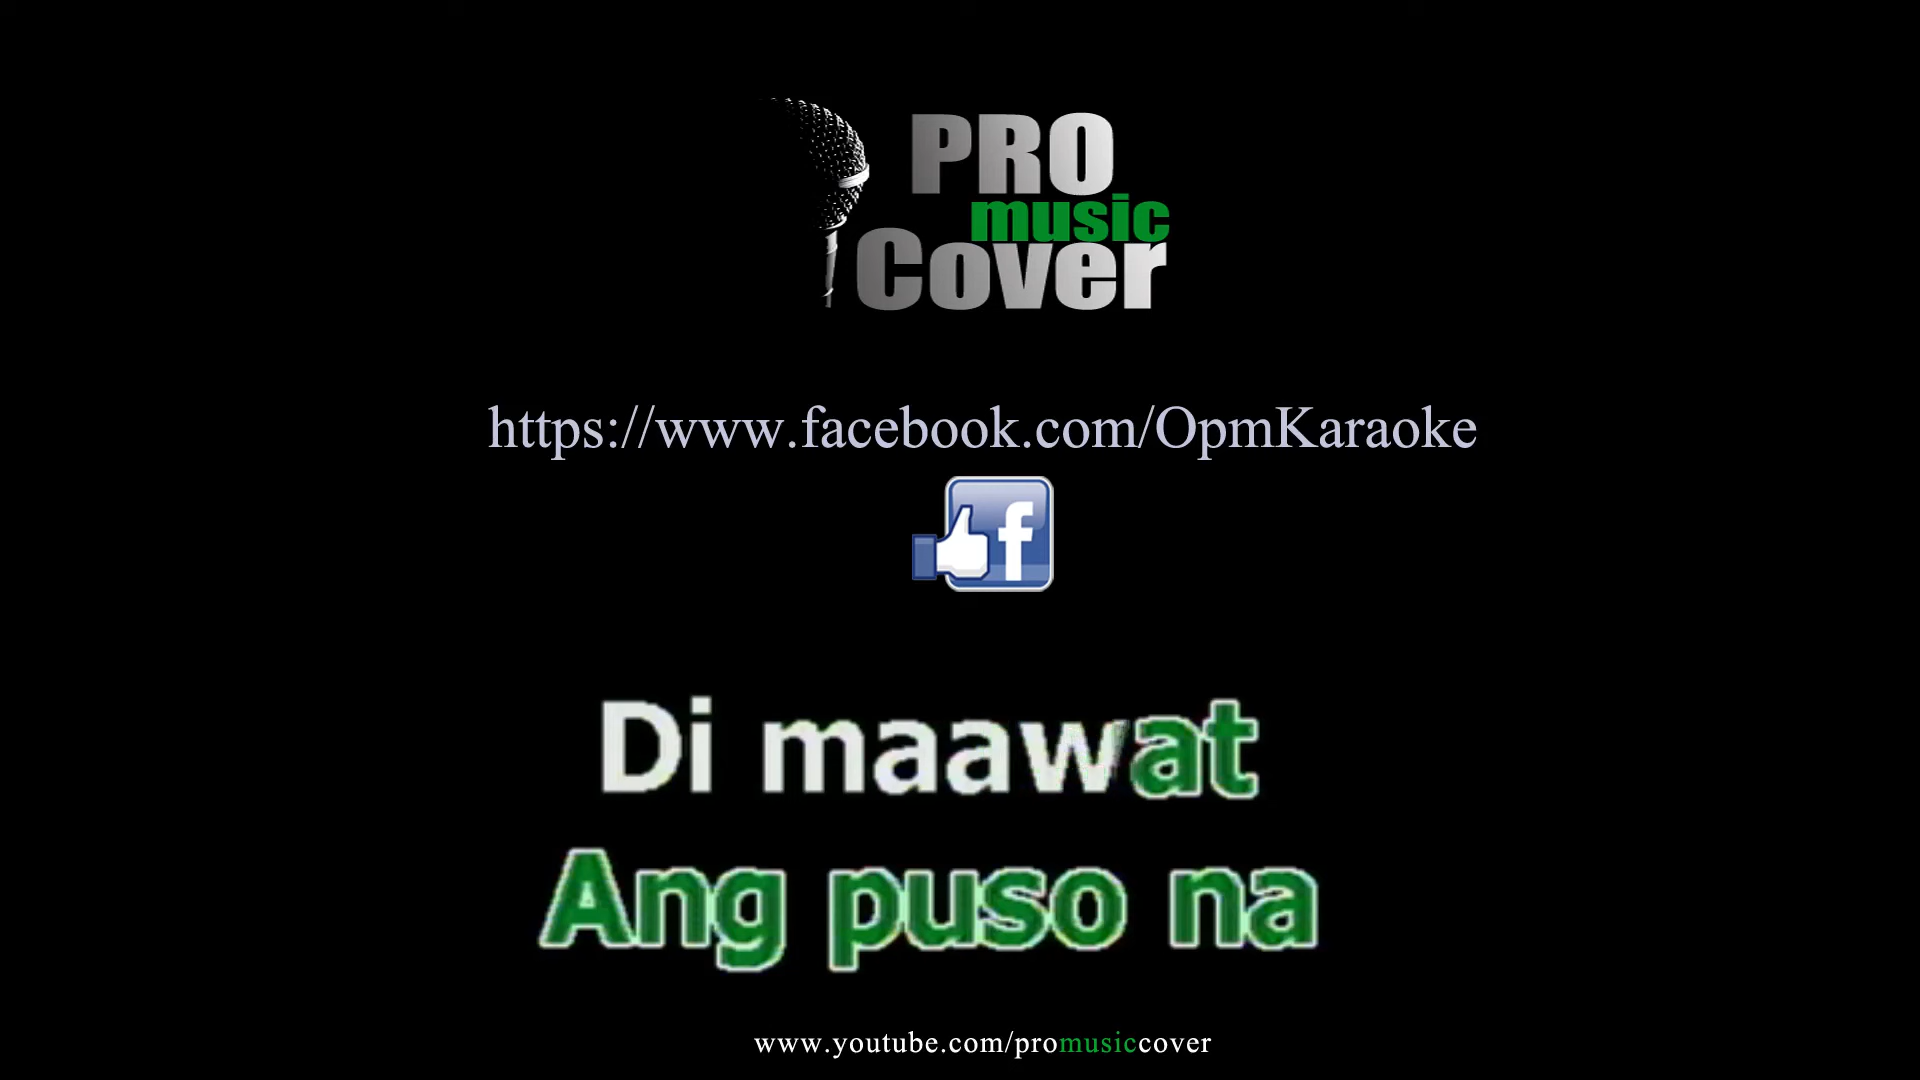 PRO
music
Cover
https://www.facebook.com/OpmKaraoke
f
Di maawat
Ang puso na
www.youtube.com/promusiccover